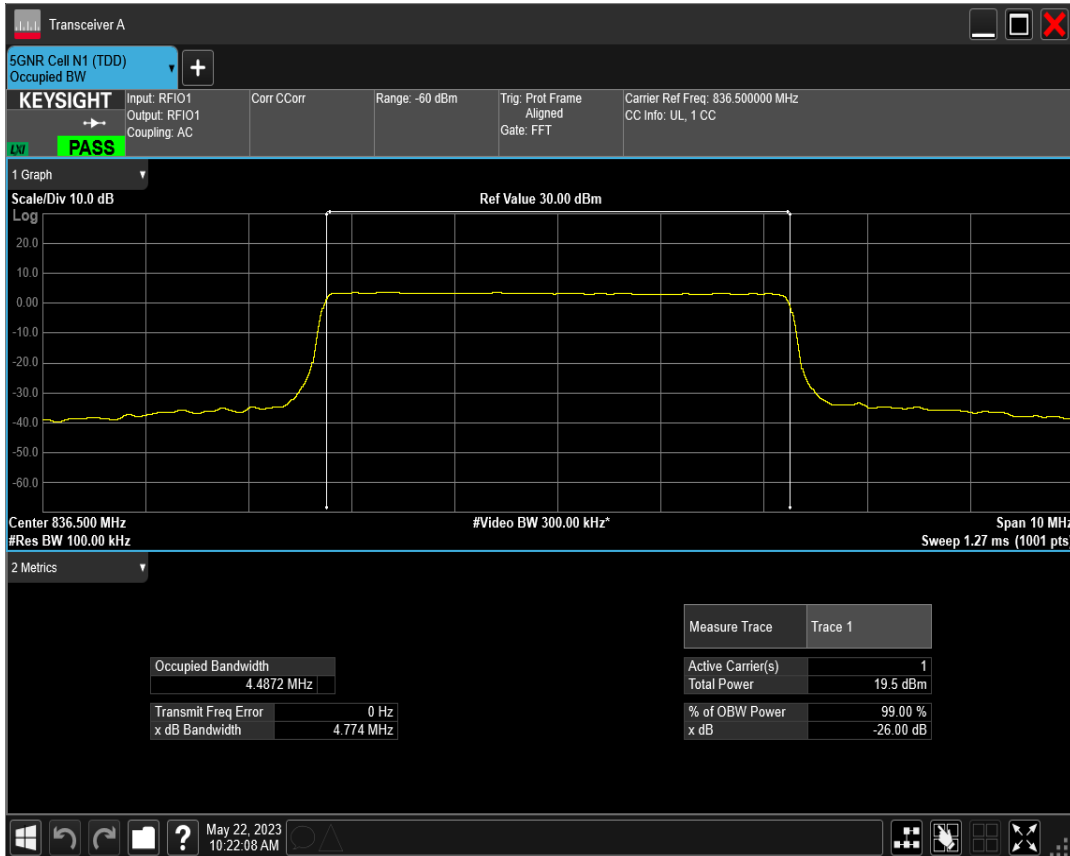 Transceiver A
5GNR Cell N1 (TDD)
Occupied BW
+
KEYSIGHT
LXI
PASS
Input: RFIO1
Output: RFIO1
Coupling: AC
Corr CCorr
Range: -60 dBm
Trig: Prot Frame
Aligned
Gate: FFT
Carrier Ref Freq: 836.500000 MHz
CC Info: UL, 1 CC
1 Graph
Scale/Div 10.0 dB
Ref Value 30.00 dBm
Log
20.0
10.0
0.00
-10.0
-20.0
-30.0
-40.0
-50.0
-60.0
Center 836.500 MHz
#Video BW 300.00 kHz*
Span 10 MHz
#Res BW 100.00 kHz
Sweep 1.27 ms (1001 pts)
2 Metrics
Measure Trace Trace 1
Occupied Bandwidth
4.4872 MHz
Active Carrier(s) 1
Total Power 19.5 dBm
Transmit Freq Error 0 Hz
x dB Bandwidth 4.774 MHz
% of OBW Power 99.00 %
x dB -26.00 dB
?
May 22, 2023
10:22:08 AM